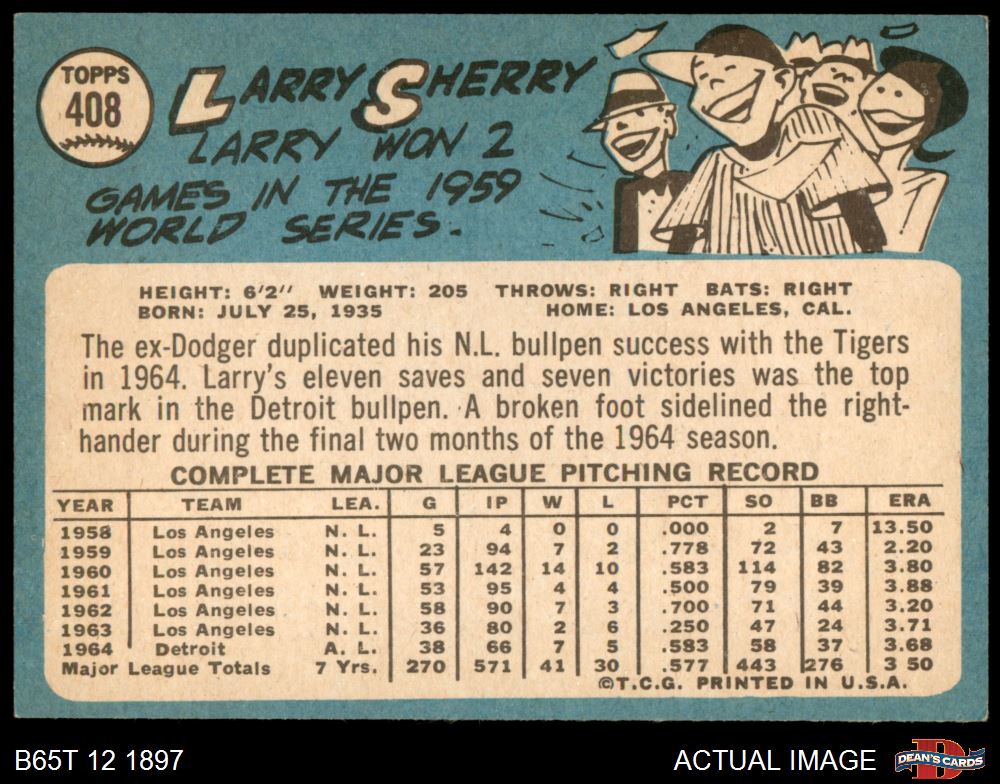 TOPPS
408
LARRY SHERRY
LARRY WON 2
GAMES IN THE 1959
WORLD SERIES.
HEIGHT: 6'2" WEIGHT: 205 THROWS: RIGHT BATS: RIGHT
BORN: JULY 25, 1935 HOME: LOS ANGELES, CAL.
The ex-Dodger duplicated his N.L. bullpen success with the Tigers
in 1964. Larry's eleven saves and seven victories was the top
mark in the Detroit bullpen. A broken foot sidelined the right-
hander during the final two months of the 1964 season.
COMPLETE MAJOR LEAGUE PITCHING RECORD
YEAR TEAM LEA. G IP W L PCT SO BB ERA
1958 Los Angeles N. L. 5 4 0 0 .000 2 7 13.50
1959 Los Angeles N. L. 23 94 7 2 .778 72 43 2.20
1960 Los Angeles N. L. 57 142 14 10 .583 114 82 3.80
1961 Los Angeles N. L. 53 95 4 4 .500 79 39 3.88
1962 Los Angeles N. L. 58 90 7 3 .700 71 44 3.20
1963 Los Angeles N. L. 36 80 2 6 .250 47 24 3.71
1964 Detroit A. L. 38 66 7 5 .583 58 37 3.68
Major League Totals 7 Yrs. 270 571 41 30 .577 443 276 3 50
©T.C.G. PRINTED IN U.S.A.
B65T 12 1897 ACTUAL IMAGE DEAN'S CARDS